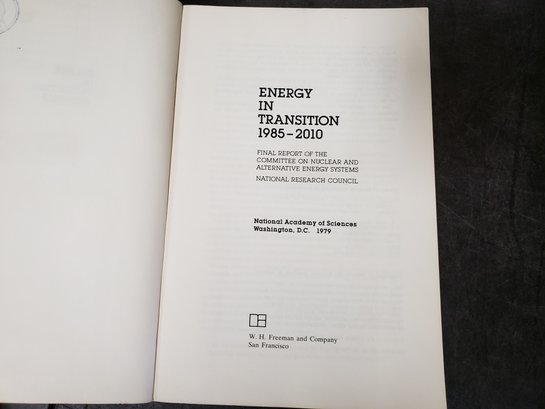 ENERGY
IN
TRANSITION
1985–2010
FINAL REPORT OF THE
COMMITTEE ON NUCLEAR AND
ALTERNATIVE ENERGY SYSTEMS
NATIONAL RESEARCH COUNCIL
National Academy of Sciences
Washington, D.C. 1979
W. H. Freeman and Company
San Francisco